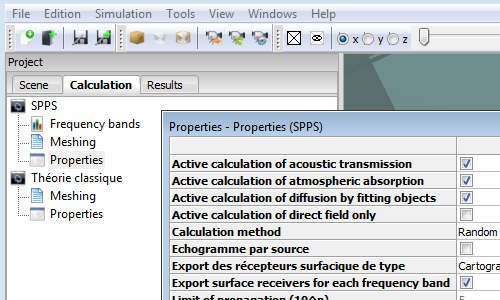 File Edition Simulation Tools View Windows Help
x y z
Project
Scene Calculation Results
SPPS
Frequency bands
Meshing
Properties
Théorie classique
Meshing
Properties
Properties - Properties (SPPS)
Active calculation of acoustic transmission
Active calculation of atmospheric absorption
Active calculation of diffusion by fitting objects
Active calculation of direct field only
Calculation method Random
Echogramme par source
Export des récepteurs surfacique de type Cartogra
Export surface receivers for each frequency band
Limit of propagation (10^n) 5